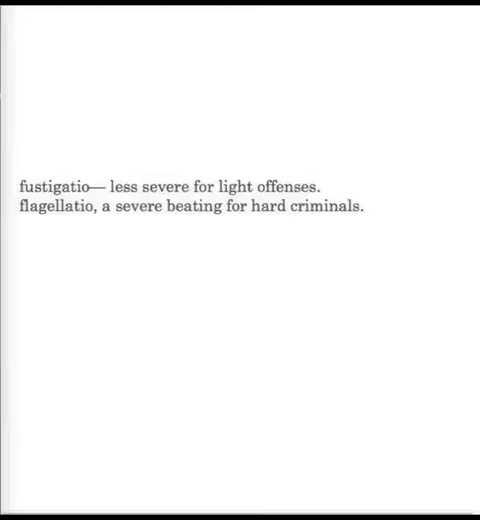 fustigatio— less severe for light offenses.
flagellatio, a severe beating for hard criminals.